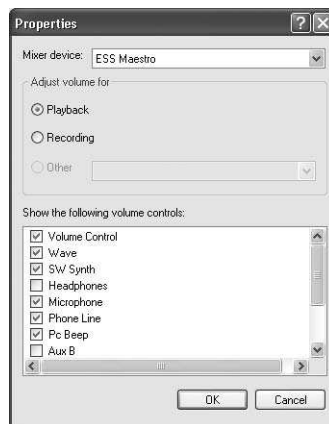 Properties
Mixer device: ESS Maestro
Adjust volume for
Playback
Recording
Other
Show the following volume controls:
Volume Control
Wave
SW Synth
Headphones
Microphone
Phone Line
Pc Beep
Aux B
OK Cancel